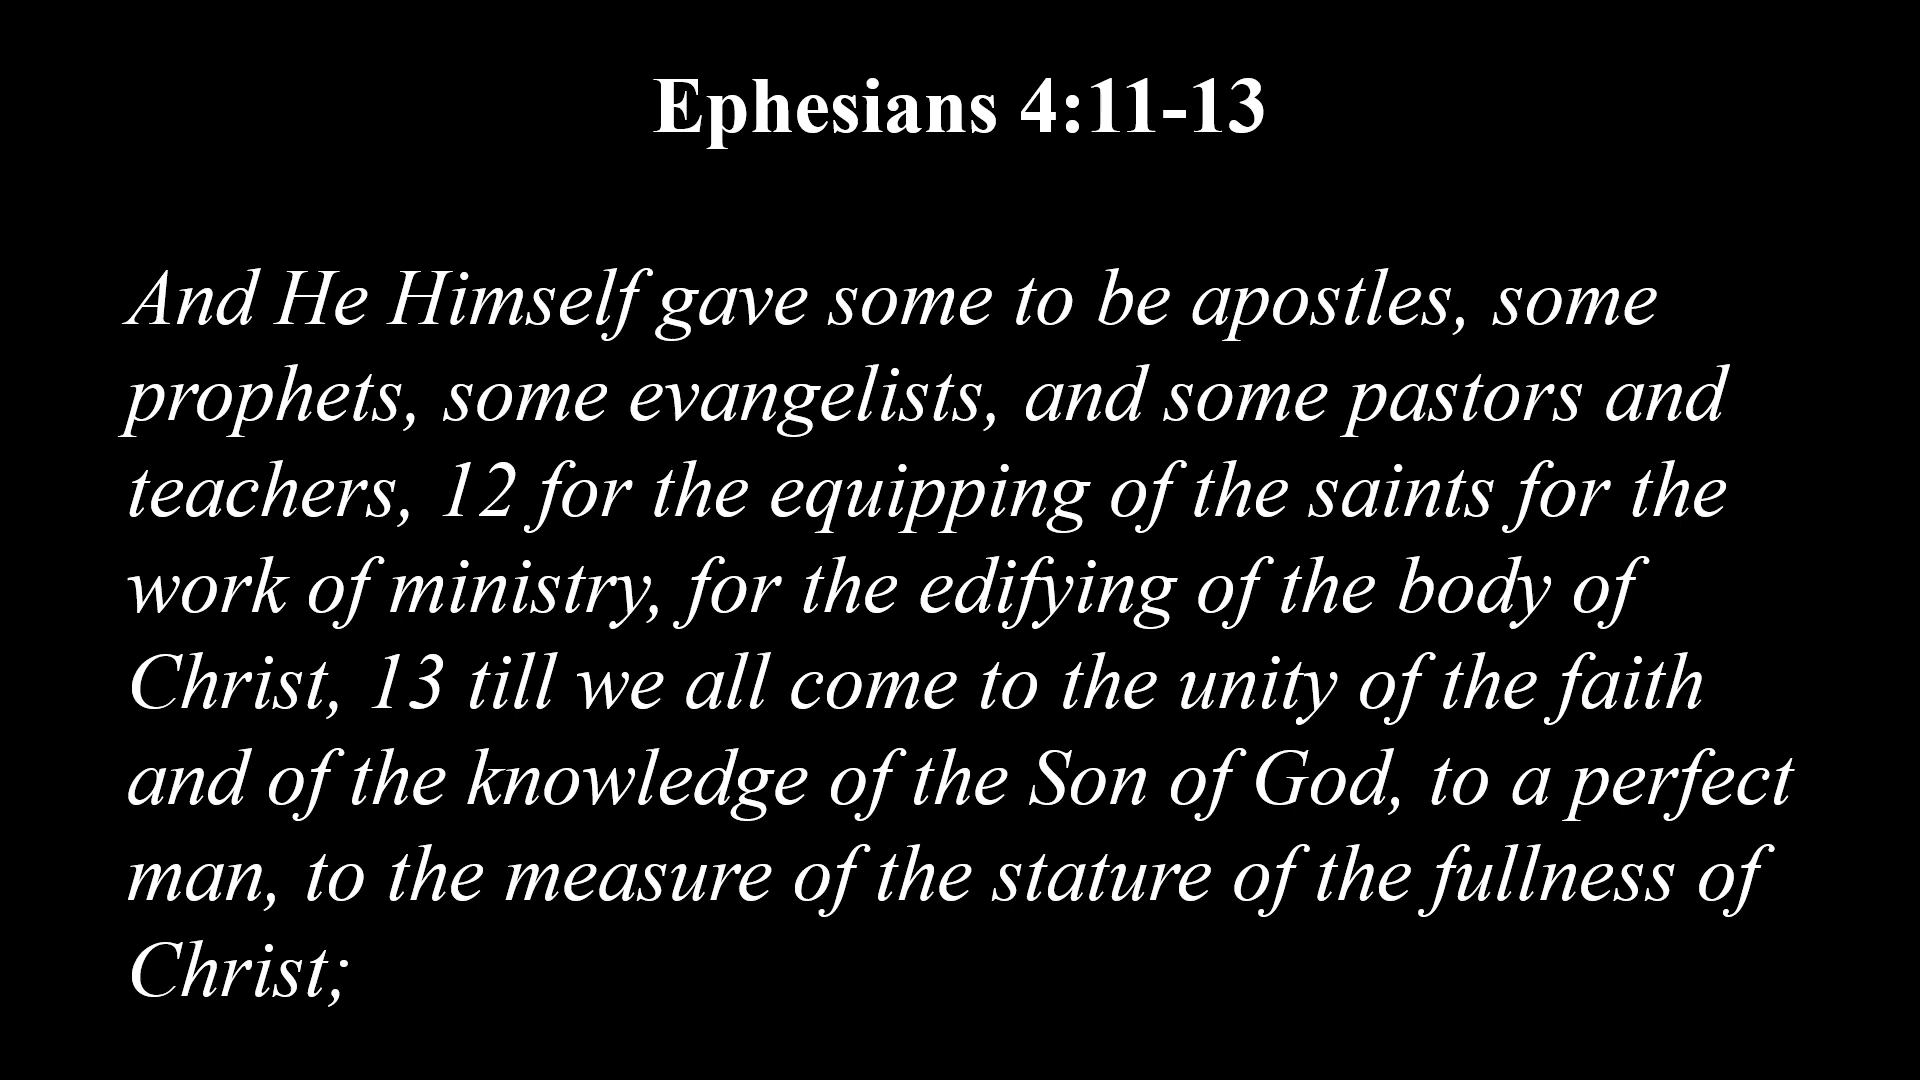 Ephesians 4:11-13
And He Himself gave some to be apostles, some
prophets, some evangelists, and some pastors and
teachers, 12 for the equipping of the saints for the
work of ministry, for the edifying of the body of
Christ, 13 till we all come to the unity of the faith
and of the knowledge of the Son of God, to a perfect
man, to the measure of the stature of the fullness of
Christ;